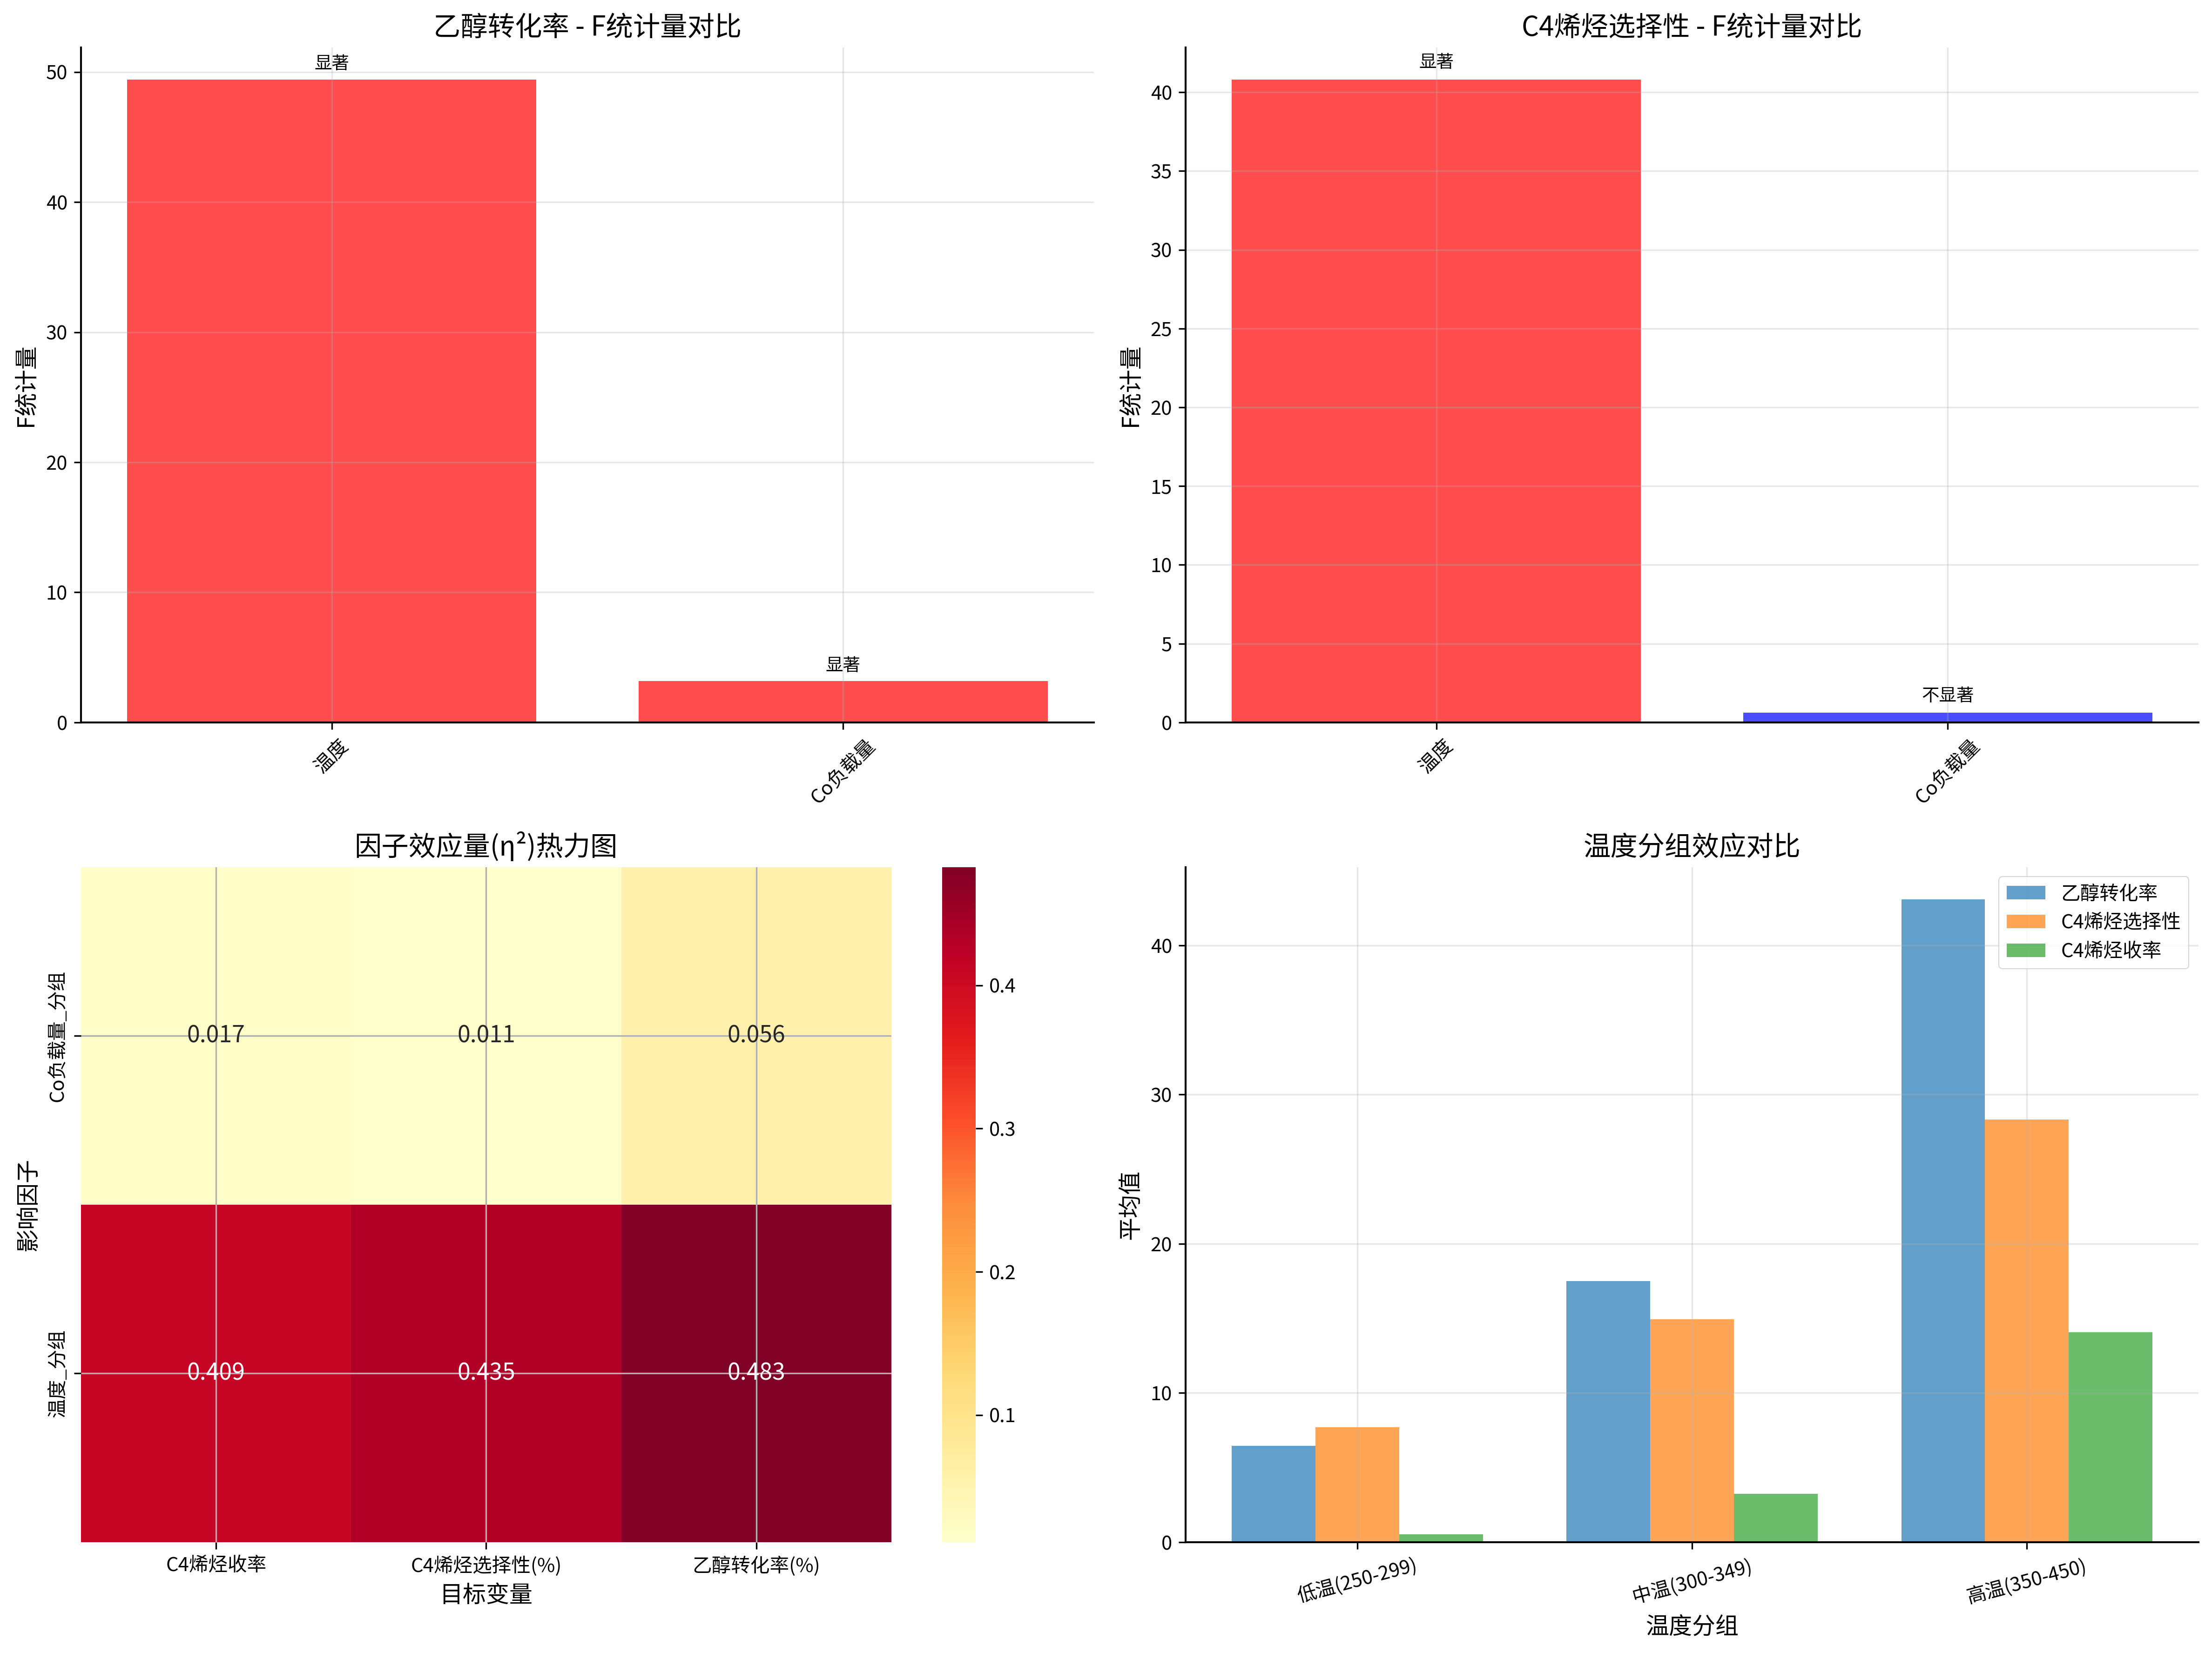 乙醇转化率 - F统计量对比
F统计量
50
40
30
20
10
0
显著
显著
温度
Co负载量
C4烯烃选择性 - F统计量对比
F统计量
40
35
30
25
20
15
10
5
0
显著
不显著
温度
Co负载量
因子效应量(η²)热力图
影响因子
Co负载量_分组
温度_分组
0.017 0.011 0.056
0.409 0.435 0.483
C4烯烃收率 C4烯烃选择性(%) 乙醇转化率(%)
目标变量
0.4
0.3
0.2
0.1
温度分组效应对比
平均值
40
30
20
10
0
乙醇转化率
C4烯烃选择性
C4烯烃收率
低温(250-299)
中温(300-349)
高温(350-450)
温度分组